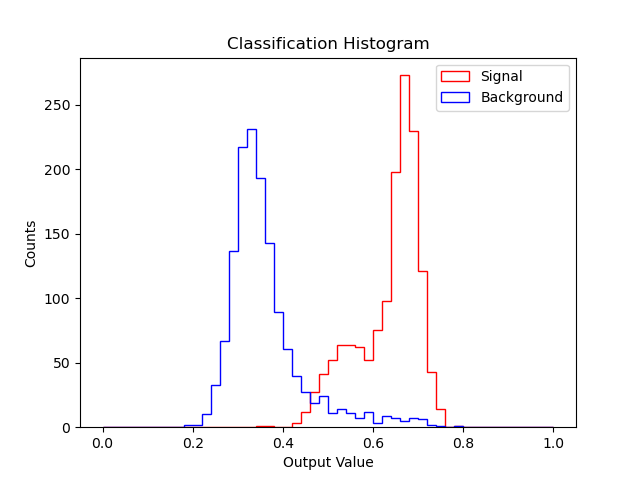 Classification Histogram
Signal
Background
250
200
150
100
50
0
Counts
0.0 0.2 0.4 0.6 0.8 1.0
Output Value